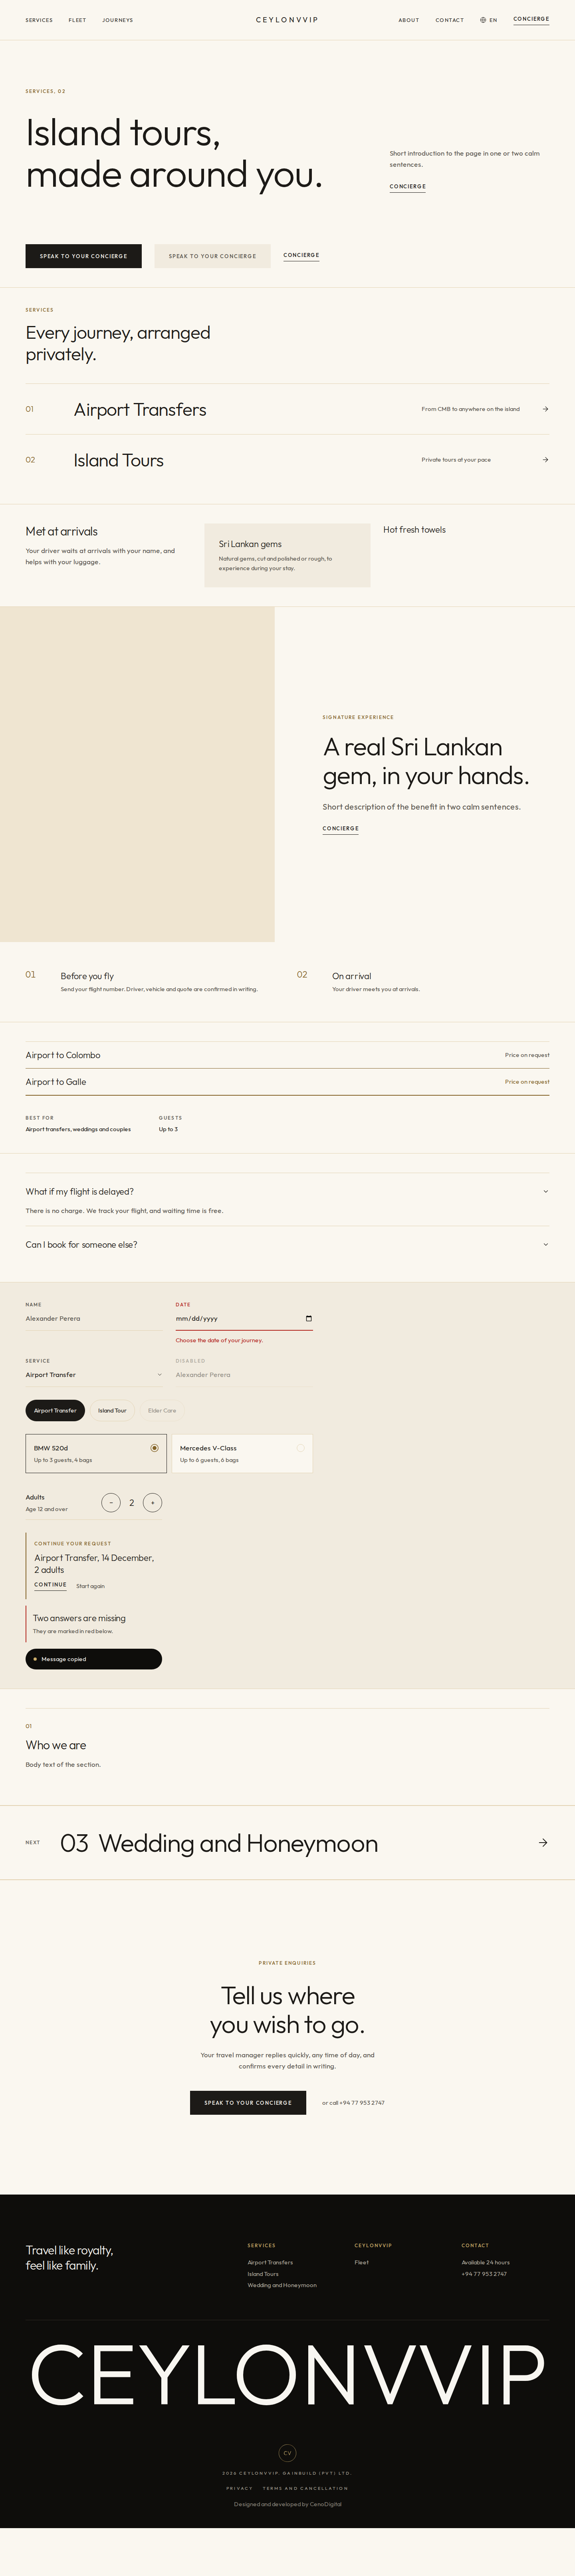 SERVICES FLEET JOURNEYS CEYLONVVIP ABOUT CONTACT EN CONCIERGE
SERVICES, 02
Island tours,
made around you.
Short introduction to the page in one or two calm
sentences.
CONCIERGE
SPEAK TO YOUR CONCIERGE SPEAK TO YOUR CONCIERGE CONCIERGE
SERVICES
Every journey, arranged
privately.
01 Airport Transfers From CMB to anywhere on the island
02 Island Tours Private tours at your pace
Met at arrivals
Your driver waits at arrivals with your name, and
helps with your luggage.
Sri Lankan gems
Natural gems, cut and polished or rough, to
experience during your stay.
Hot fresh towels
SIGNATURE EXPERIENCE
A real Sri Lankan
gem, in your hands.
Short description of the benefit in two calm sentences.
CONCIERGE
01 Before you fly
Send your flight number. Driver, vehicle and quote are confirmed in writing.
02 On arrival
Your driver meets you at arrivals.
Airport to Colombo Price on request
Airport to Galle Price on request
BEST FOR
Airport transfers, weddings and couples
GUESTS
Up to 3
What if my flight is delayed?
There is no charge. We track your flight, and waiting time is free.
Can I book for someone else?
NAME
Alexander Perera
DATE
mm/dd/yyyy
Choose the date of your journey.
SERVICE
Airport Transfer
DISABLED
Alexander Perera
Airport Transfer Island Tour Elder Care
BMW 520d
Up to 3 guests, 4 bags
Mercedes V-Class
Up to 6 guests, 6 bags
Adults
Age 12 and over
− 2 +
CONTINUE YOUR REQUEST
Airport Transfer, 14 December,
2 adults
CONTINUE Start again
Two answers are missing
They are marked in red below.
Message copied
01
Who we are
Body text of the section.
NEXT 03 Wedding and Honeymoon
PRIVATE ENQUIRIES
Tell us where
you wish to go.
Your travel manager replies quickly, any time of day, and
confirms every detail in writing.
SPEAK TO YOUR CONCIERGE or call +94 77 953 2747
Travel like royalty,
feel like family.
SERVICES
Airport Transfers
Island Tours
Wedding and Honeymoon
CEYLONVVIP
Fleet
CONTACT
Available 24 hours
+94 77 953 2747
CEYLONVVIP
CV
2026 CEYLONVVIP. GAINBUILD (PVT) LTD.
PRIVACY TERMS AND CANCELLATION
Designed and developed by CenoDigital